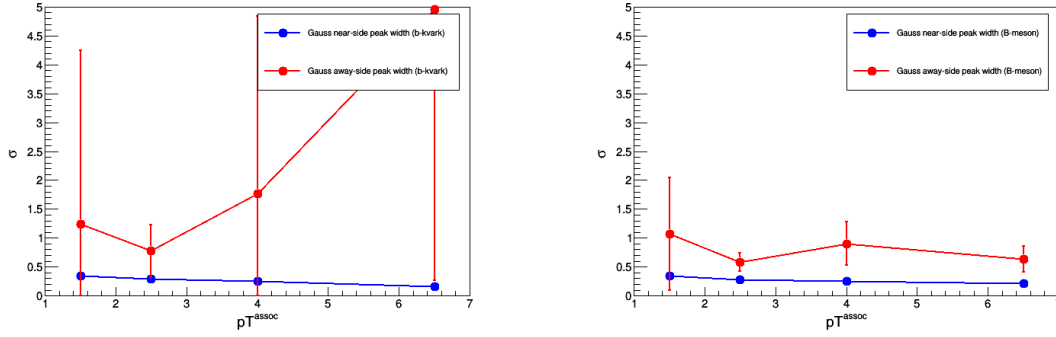 5
4.5
4
3.5
3
2.5
2
1.5
1
0.5
0
σ
1 2 3 4 5 6 7
pT^assoc
Gauss near-side peak width (b-kvark)
Gauss away-side peak width (b-kvark)
5
4.5
4
3.5
3
2.5
2
1.5
1
0.5
0
σ
1 2 3 4 5 6
pT^assoc
Gauss near-side peak width (B-meson)
Gauss away-side peak width (B-meson)